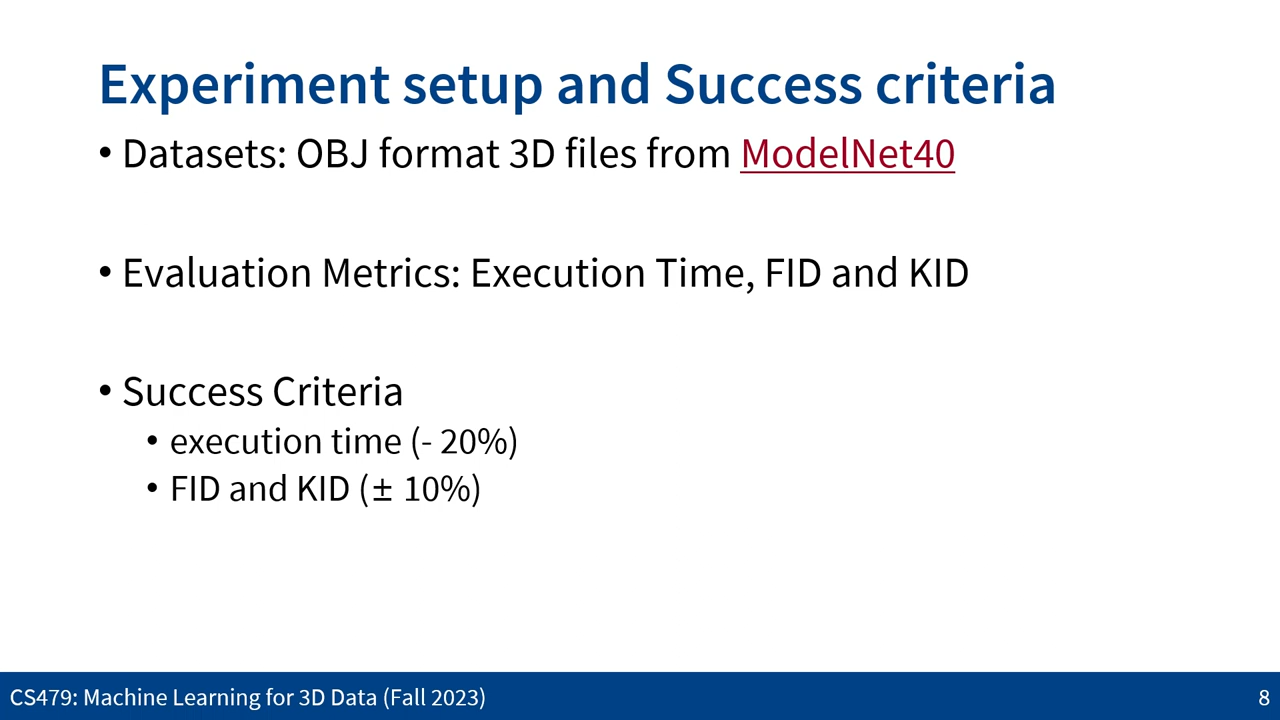 Experiment setup and Success criteria
• Datasets: OBJ format 3D files from ModelNet40
• Evaluation Metrics: Execution Time, FID and KID
• Success Criteria
• execution time (- 20%)
• FID and KID (± 10%)
CS479: Machine Learning for 3D Data (Fall 2023)
8